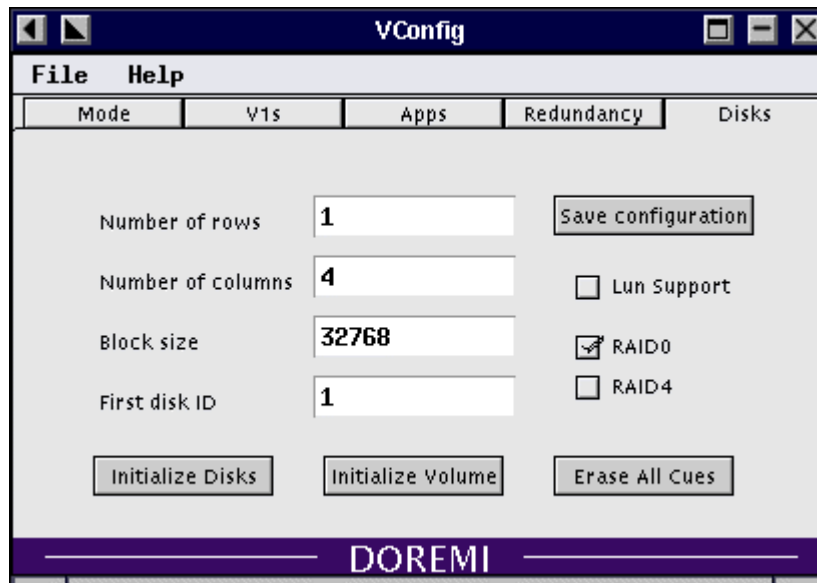 VConfig
File Help
Mode V1s Apps Redundancy Disks
Number of rows 1 Save configuration
Number of columns 4 Lun Support
Block size 32768 RAID0
RAID4
First disk ID 1
Initialize Disks Initialize Volume Erase All Cues
DOREMI